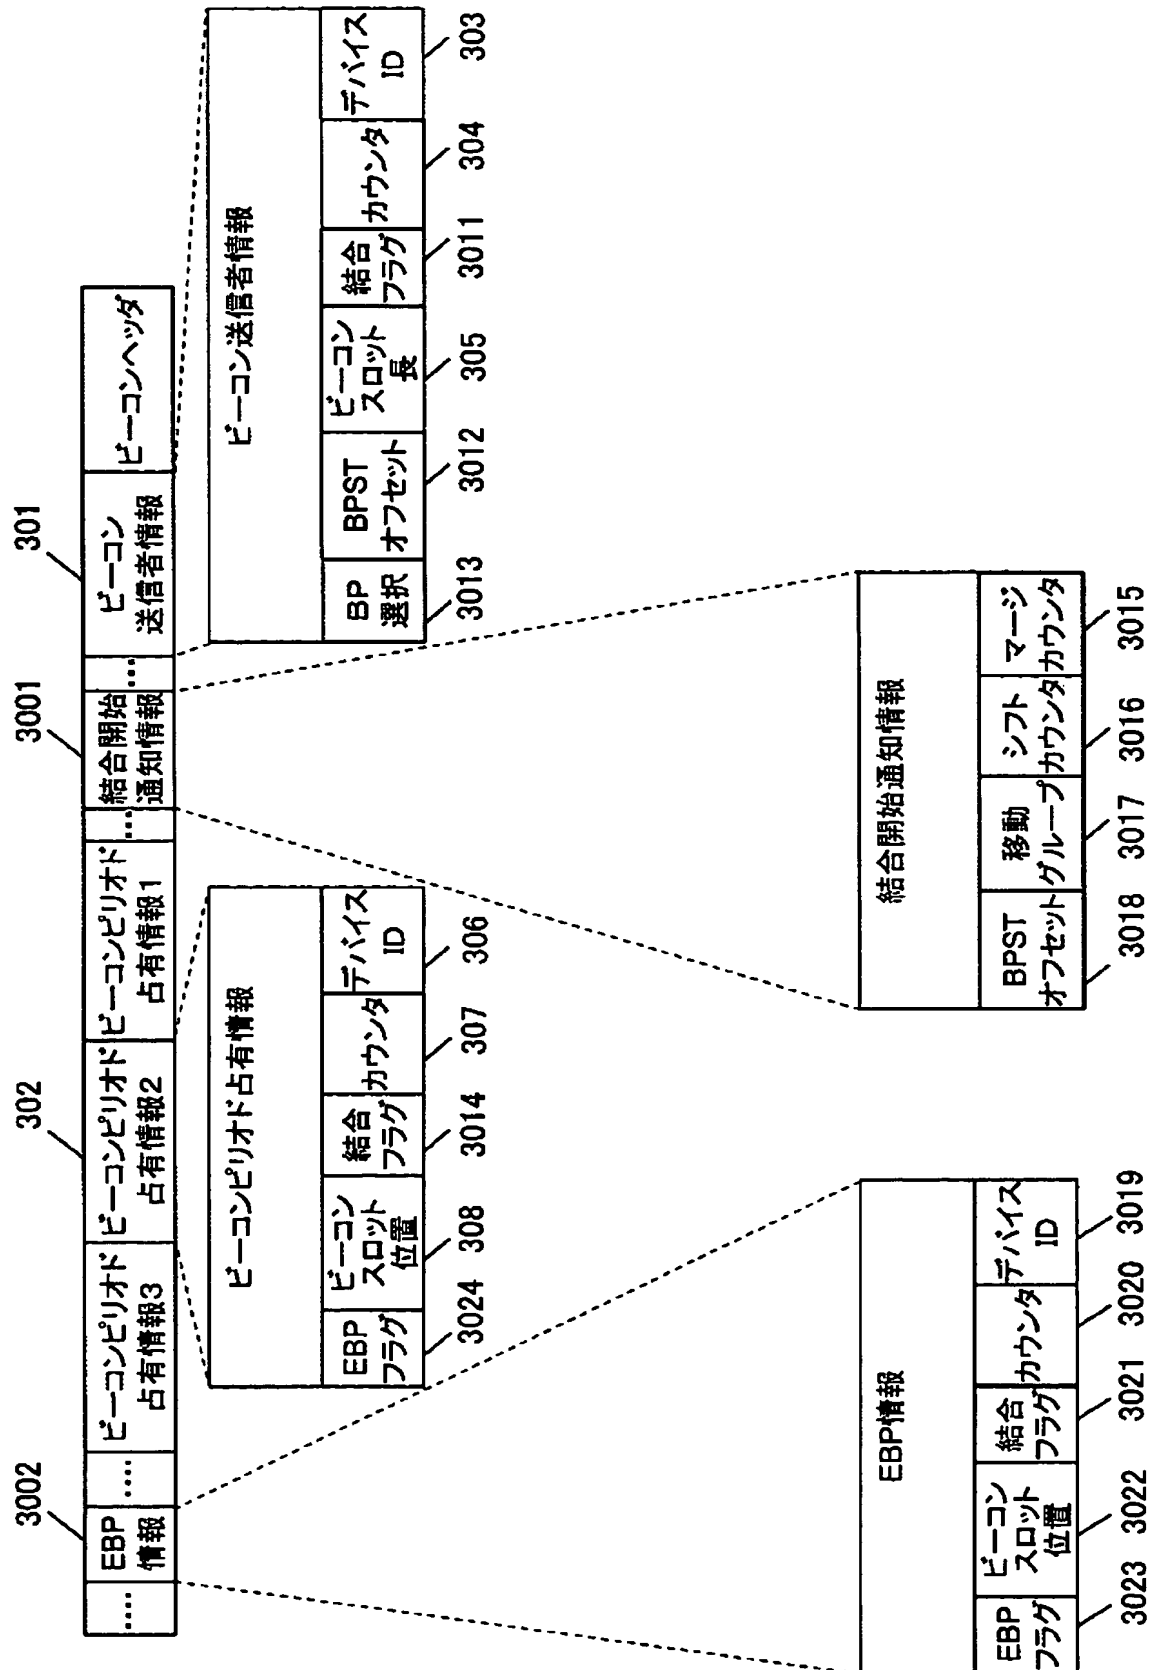 3002
302
3001
301
....
EBP
情報
....
ビーコンピリオド
占有情報3
ビーコンピリオド
占有情報2
ビーコンピリオド
占有情報1
...
結合開始
通知情報
...
ビーコン
送信者情報
ビーコンヘッダ
ビーコンピリオド占有情報
EBP
フラグ
ビーコン
スロット
位置
結合
フラグ
カウンタ
デバイス
ID
3024
308
3014
307
306
ビーコン送信者情報
BP
選択
BPST
オフセット
ビーコン
スロット
長
結合
フラグ
カウンタ
デバイス
ID
3013
3012
305
3011
304
303
EBP情報
EBP
フラグ
ビーコン
スロット
位置
結合
フラグ
カウンタ
デバイス
ID
3023
3022
3021
3020
3019
結合開始通知情報
BPST
オフセット
移動
グループ
シフト
カウンタ
マージ
カウンタ
3018
3017
3016
3015